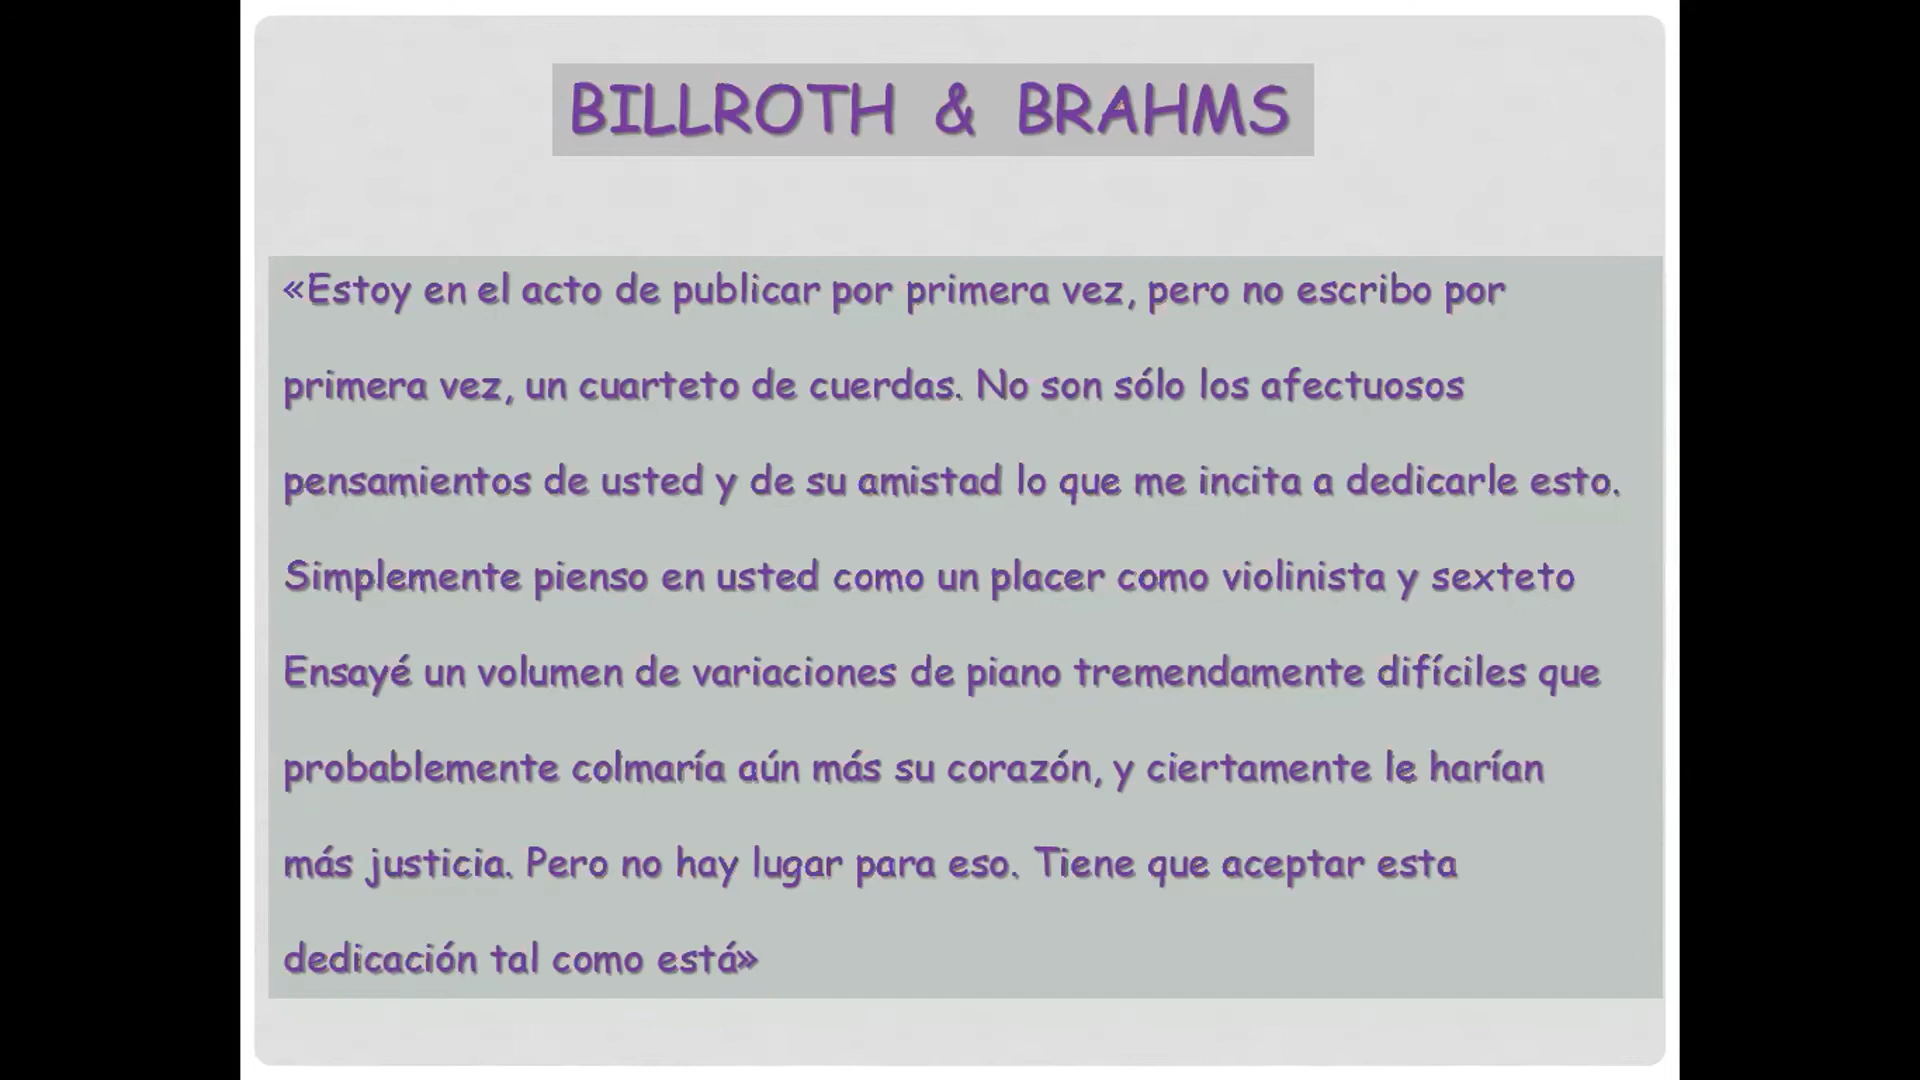 BILLROTH & BRAHMS
«Estoy en el acto de publicar por primera vez, pero no escribo por
primera vez, un cuarteto de cuerdas. No son sólo los afectuosos
pensamientos de usted y de su amistad lo que me incita a dedicarle esto.
Simplemente pienso en usted como un placer como violinista y sexteto
Ensayé un volumen de variaciones de piano tremendamente difíciles que
probablemente colmaría aún más su corazón, y ciertamente le harían
más justicia. Pero no hay lugar para eso. Tiene que aceptar esta
dedicación tal como está»